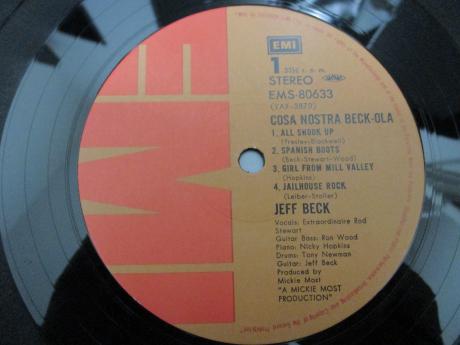 EMI
EMI
1
33⅓ r.p.m.
STEREO
EMS-80633
(YAX-3870)
COSA NOSTRA BECK-OLA
1. ALL SHOOK UP
(Presley-Blackwell)
2. SPANISH BOOTS
(Beck-Stewart-Wood)
3. GIRL FROM MILL VALLEY
(Hopkins)
4. JAILHOUSE ROCK
(Leiber-Stoller)
JEFF BECK
Vocals: Extraordinaire Rod
Stewart
Guitar Bass: Ron Wood
Piano: Nicky Hopkins
Drums: Tony Newman
Guitar: Jeff Beck
Produced by
Mickie Most
"A MICKIE MOST
PRODUCTION"